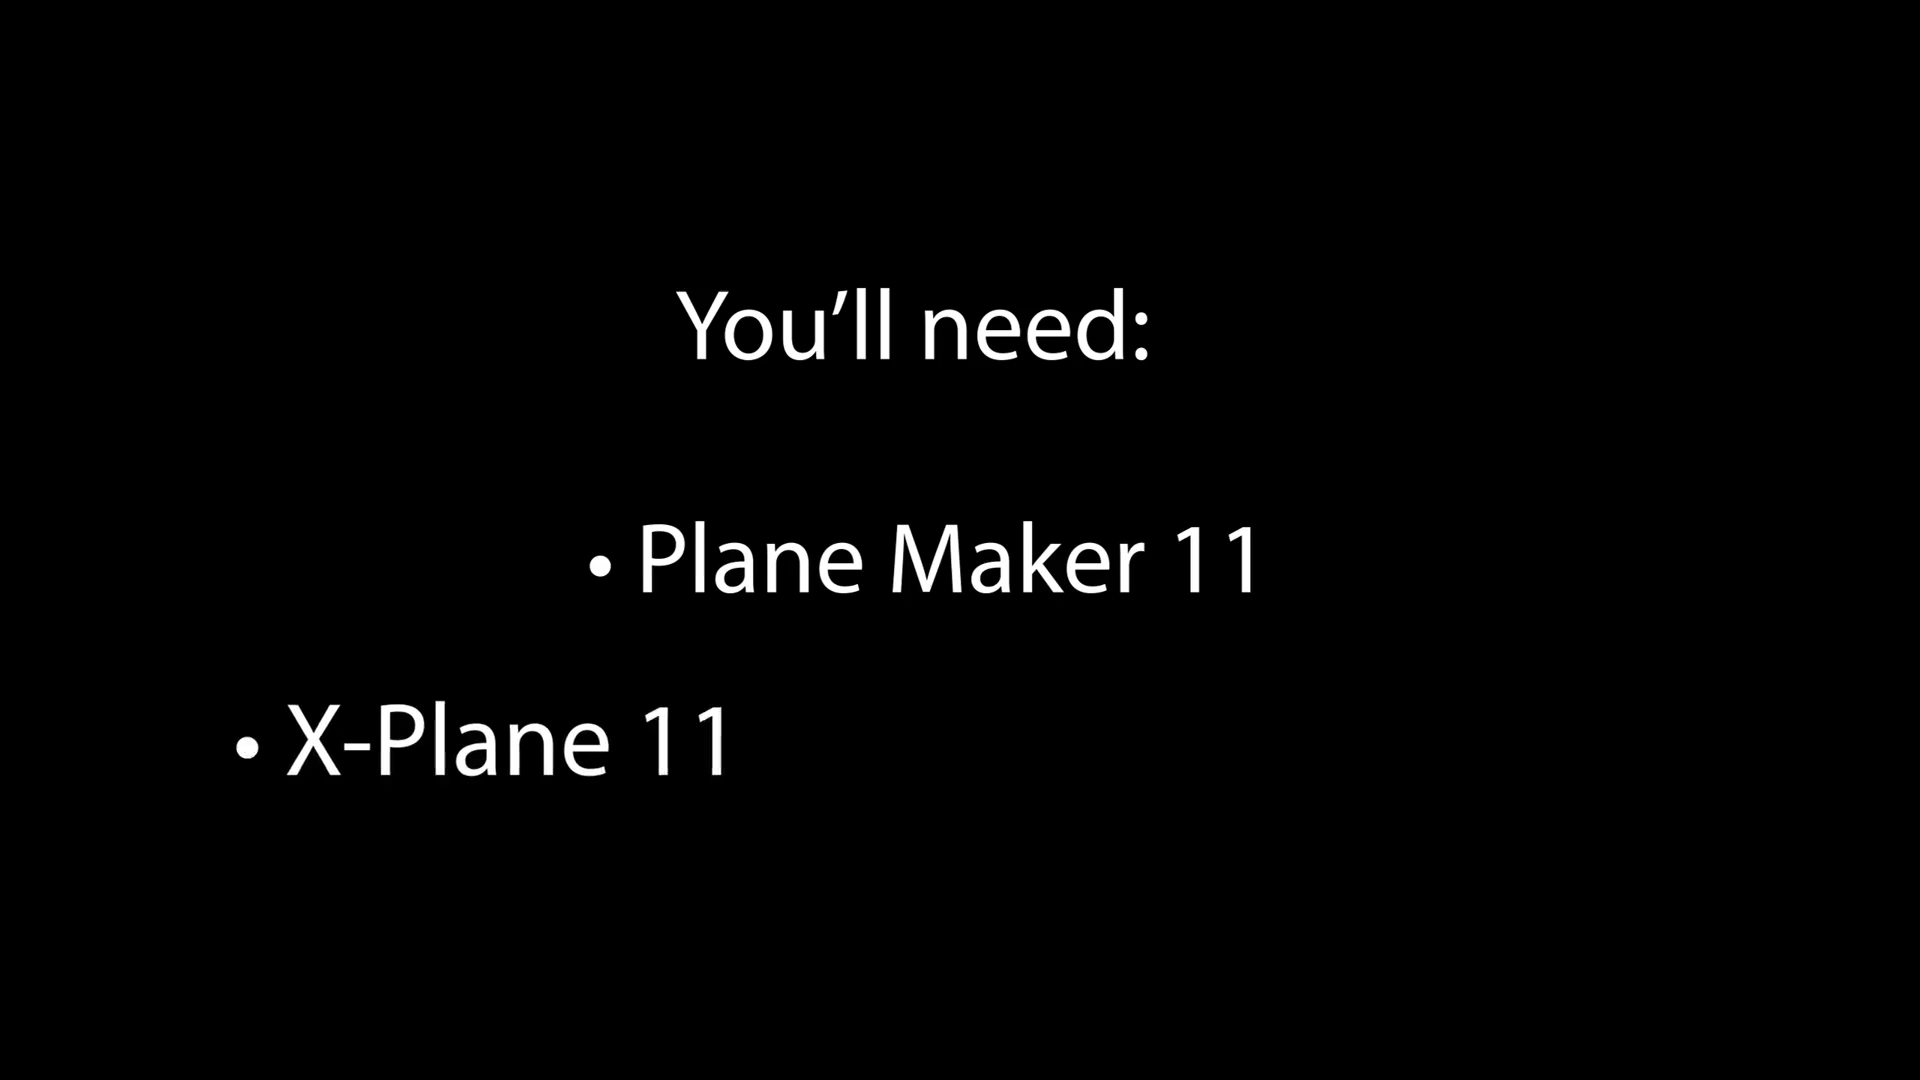 You’ll need:
• Plane Maker 11
• X-Plane 11